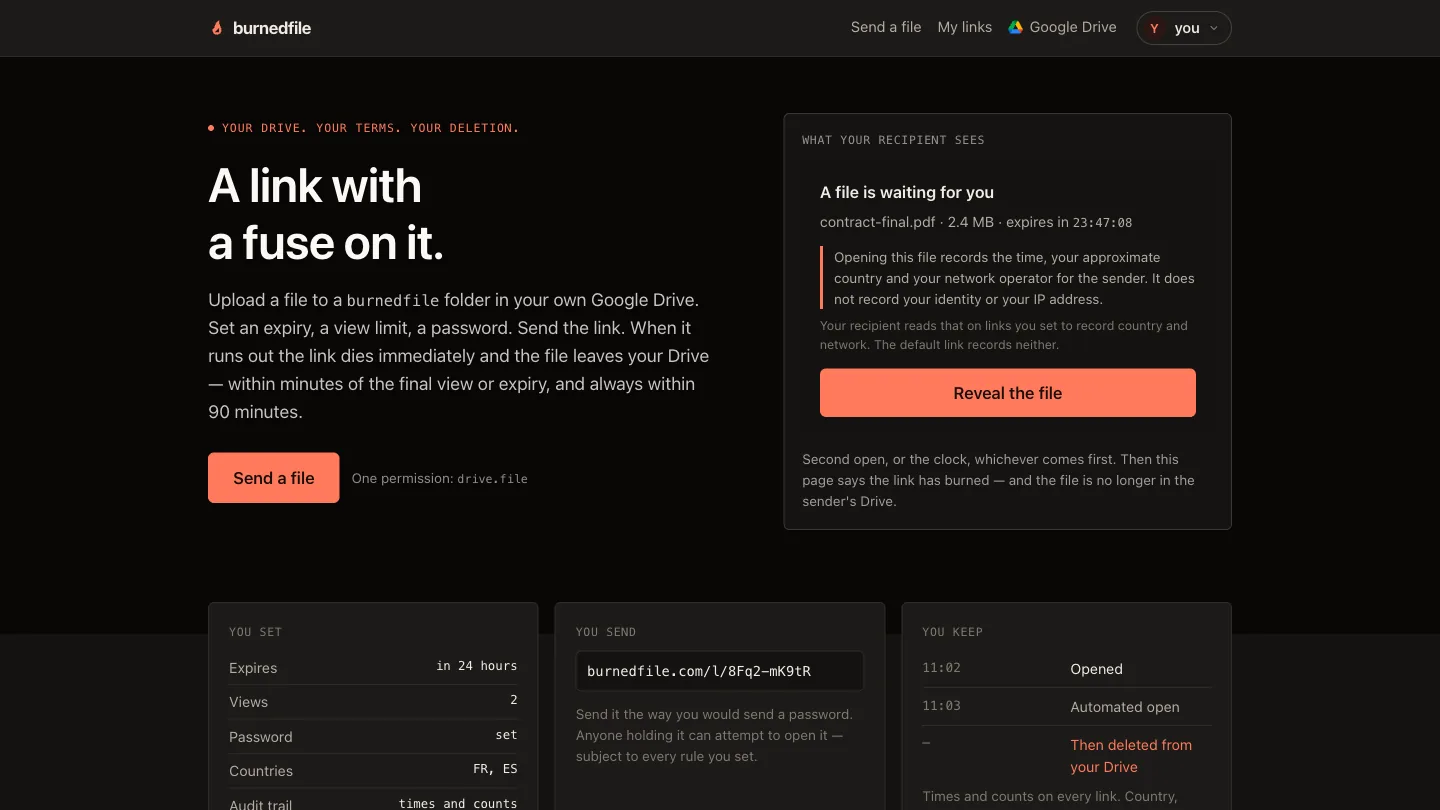 burnedfile
Send a file
My links
Google Drive
Y you
YOUR DRIVE. YOUR TERMS. YOUR DELETION.
A link with
a fuse on it.
Upload a file to a burnedfile folder in your own Google Drive.
Set an expiry, a view limit, a password. Send the link. When it
runs out the link dies immediately and the file leaves your Drive
— within minutes of the final view or expiry, and always within
90 minutes.
Send a file
One permission: drive.file
WHAT YOUR RECIPIENT SEES
A file is waiting for you
contract-final.pdf · 2.4 MB · expires in 23:47:08
Opening this file records the time, your approximate
country and your network operator for the sender. It does
not record your identity or your IP address.
Your recipient reads that on links you set to record country and
network. The default link records neither.
Reveal the file
Second open, or the clock, whichever comes first. Then this
page says the link has burned — and the file is no longer in the
sender's Drive.
YOU SET
Expires in 24 hours
Views 2
Password set
Countries FR, ES
Audit trail times and counts
YOU SEND
burnedfile.com/l/8Fq2—mK9tR
Send it the way you would send a password.
Anyone holding it can attempt to open it —
subject to every rule you set.
YOU KEEP
11:02 Opened
11:03 Automated open
— Then deleted from
your Drive
Times and counts on every link. Country,